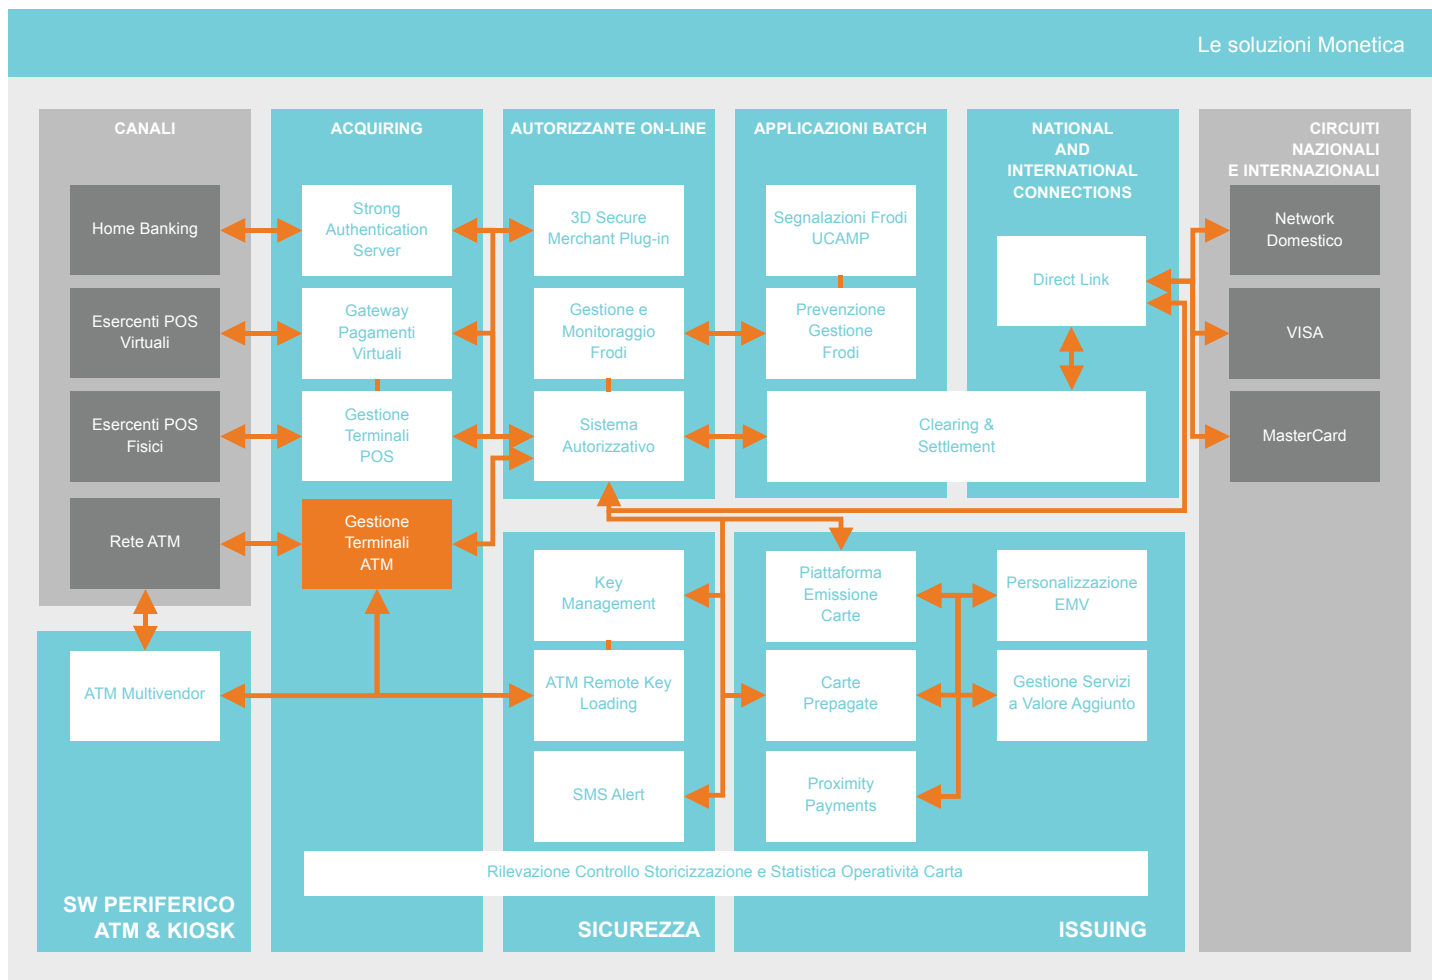 Le soluzioni Monetica
CANALI
Home Banking
Esercenti POS
Virtuali
Esercenti POS
Fisici
Rete ATM
ATM Multivendor
SW PERIFERICO
ATM & KIOSK
ACQUIRING
Strong
Authentication
Server
Gateway
Pagamenti
Virtuali
Gestione
Terminali
POS
Gestione
Terminali
ATM
AUTORIZZANTE ON-LINE
3D Secure
Merchant Plug-in
Gestione e
Monitoraggio
Frodi
Sistema
Autorizzativo
Key
Management
ATM Remote Key
Loading
SMS Alert
SICUREZZA
APPLICAZIONI BATCH
Segnalazioni Frodi
UCAMP
Prevenzione
Gestione
Frodi
NATIONAL
AND
INTERNATIONAL
CONNECTIONS
Direct Link
Clearing &
Settlement
Piattaforma
Emissione
Carte
Personalizzazione
EMV
Carte
Prepagate
Gestione Servizi
a Valore Aggiunto
Proximity
Payments
Rilevazione Controllo Storicizzazione e Statistica Operatività Carta
ISSUING
CIRCUITI
NAZIONALI
E INTERNAZIONALI
Network
Domestico
VISA
MasterCard